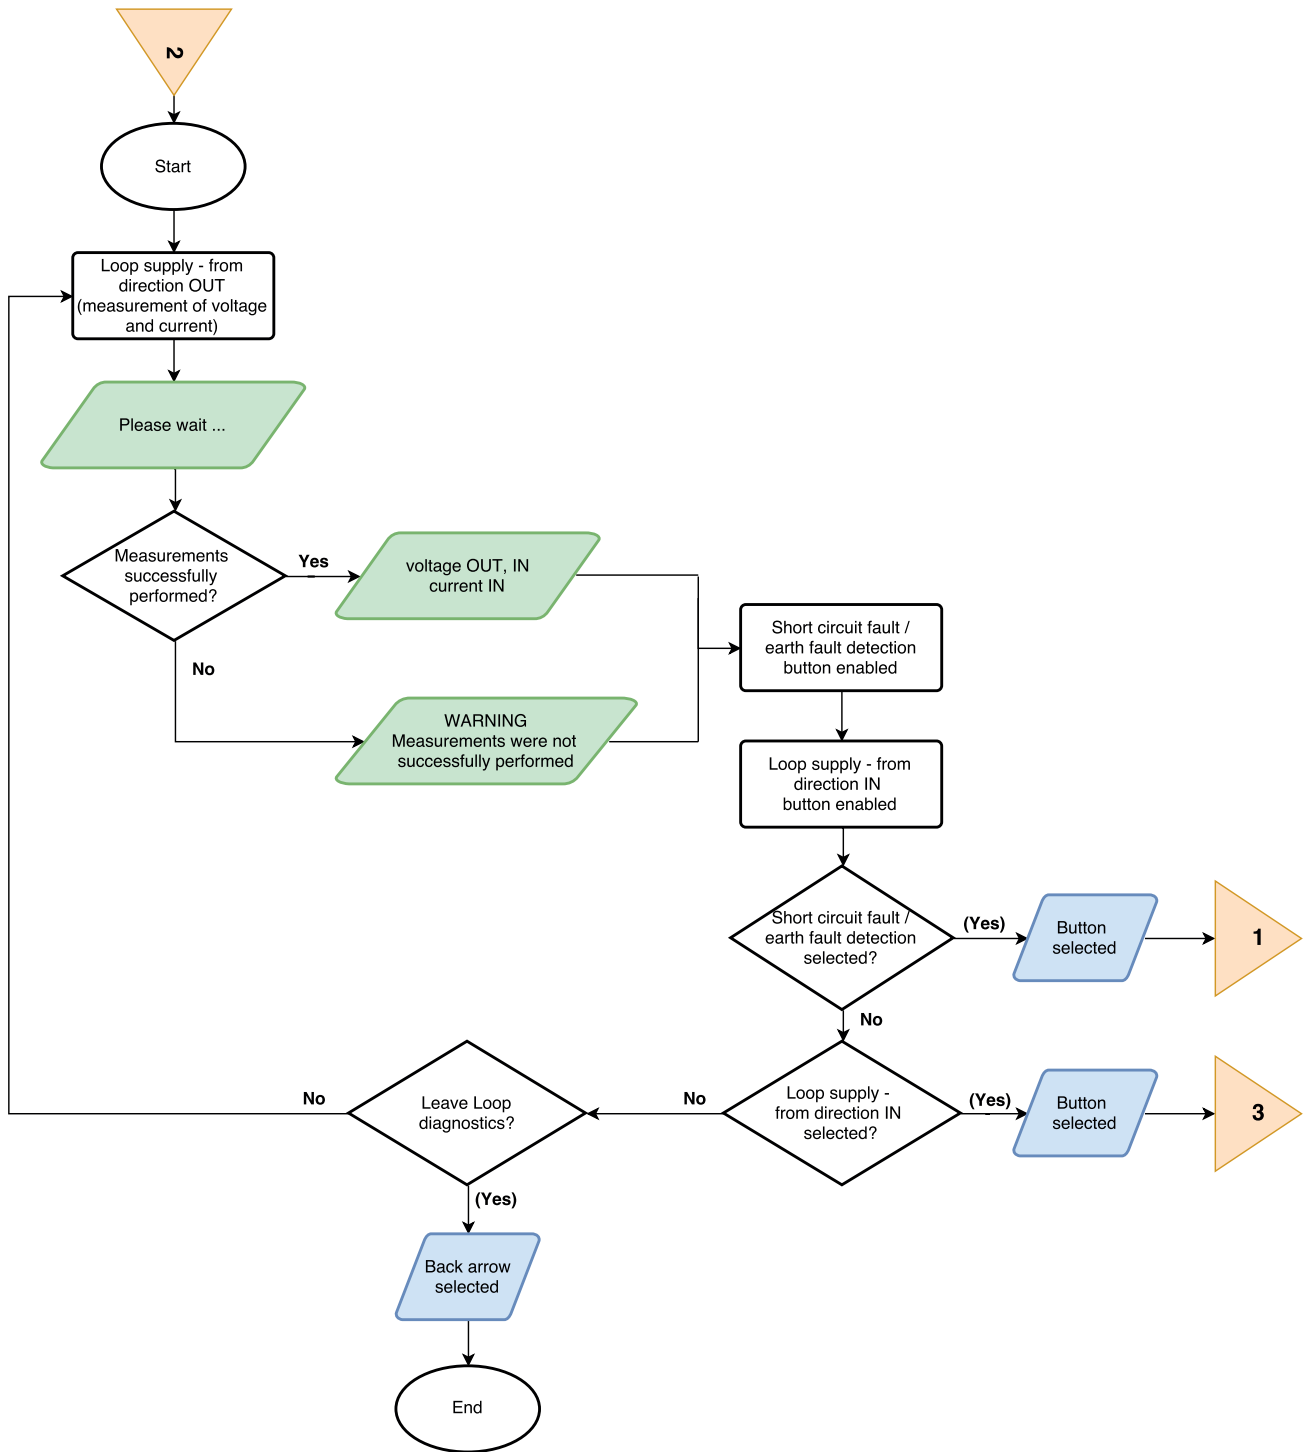 2
Start
Loop supply - from
direction OUT
(measurement of voltage
and current)
Please wait ...
Measurements
successfully
performed?
Yes
voltage OUT, IN
current IN
No
WARNING
Measurements were not
successfully performed
Short circuit fault /
earth fault detection
button enabled
Loop supply - from
direction IN
button enabled
Short circuit fault /
earth fault detection
selected?
(Yes)
Button
selected
1
No
Loop supply -
from direction IN
selected?
(Yes)
Button
selected
3
No
Leave Loop
diagnostics?
No
(Yes)
Back arrow
selected
End